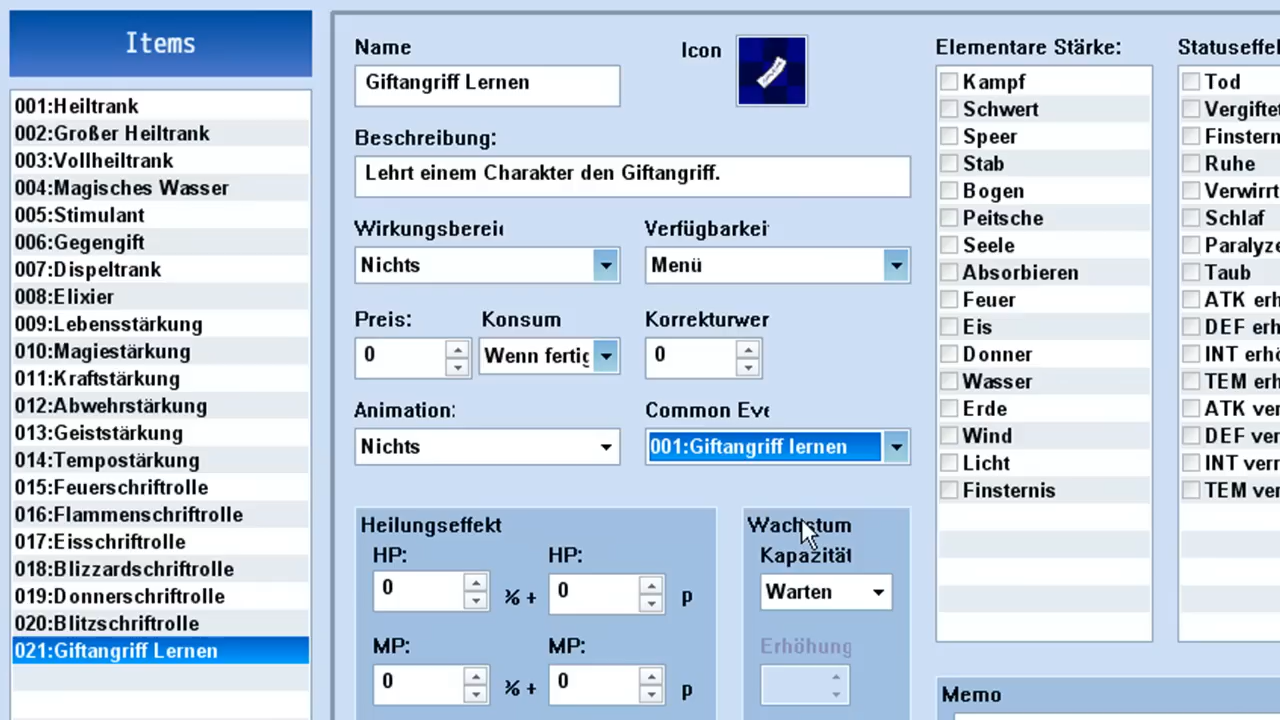 Items
001:Heiltrank
002:Großer Heiltrank
003:Vollheiltrank
004:Magisches Wasser
005:Stimulant
006:Gegengift
007:Dispeltrank
008:Elixier
009:Lebensstärkung
010:Magiestärkung
011:Kraftstärkung
012:Abwehrstärkung
013:Geiststärkung
014:Tempostärkung
015:Feuerschriftrolle
016:Flammenschriftrolle
017:Eisschriftrolle
018:Blizzardschriftrolle
019:Donnerschriftrolle
020:Blitzschriftrolle
021:Giftangriff Lernen
Name
Giftangriff Lernen
Icon
Beschreibung:
Lehrt einem Charakter den Giftangriff.
Wirkungsbereic
Nichts
Verfügbarkei
Menü
Preis:
0
Konsum
Wenn fertig
Korrekturwer
0
Animation:
Nichts
Common Eve
001:Giftangriff lernen
Heilungseffekt
HP: HP:
0 % + 0 p
MP: MP:
0 % + 0 p
Wachstum
Kapazität
Warten
Erhöhung
Elementare Stärke:
Kampf
Schwert
Speer
Stab
Bogen
Peitsche
Seele
Absorbieren
Feuer
Eis
Donner
Wasser
Erde
Wind
Licht
Finsternis
Statuseffe
Tod
Vergiftet
Finstern
Ruhe
Verwirrt
Schlaf
Paralyze
Taub
ATK erh
DEF erh
INT erhö
TEM erh
ATK ver
DEF ver
INT verr
TEM ver
Memo